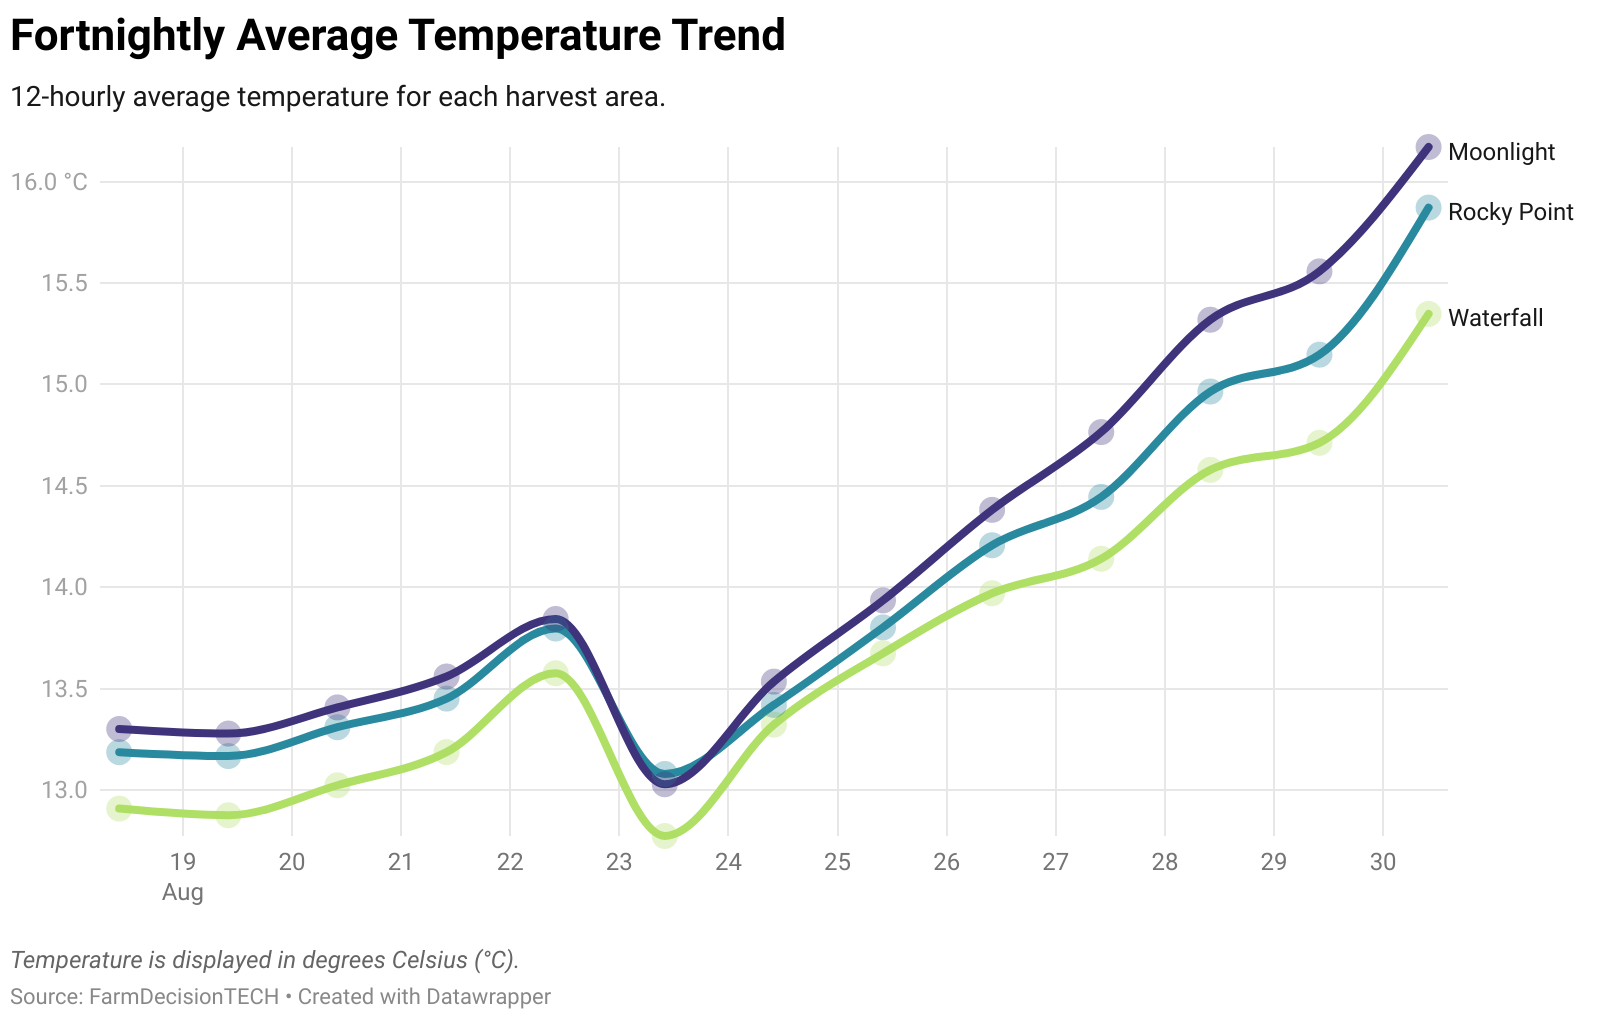 Fortnightly Average Temperature Trend
12-hourly average temperature for each harvest area.
Moonlight
16.0 °C
Rocky Point
15.5
Waterfall
15.0
14.5
14.0
13.5
13.0
19 20 21 22 23 24 25 26 27 28 29 30
Aug
Temperature is displayed in degrees Celsius (°C).
Source: FarmDecisionTECH • Created with Datawrapper